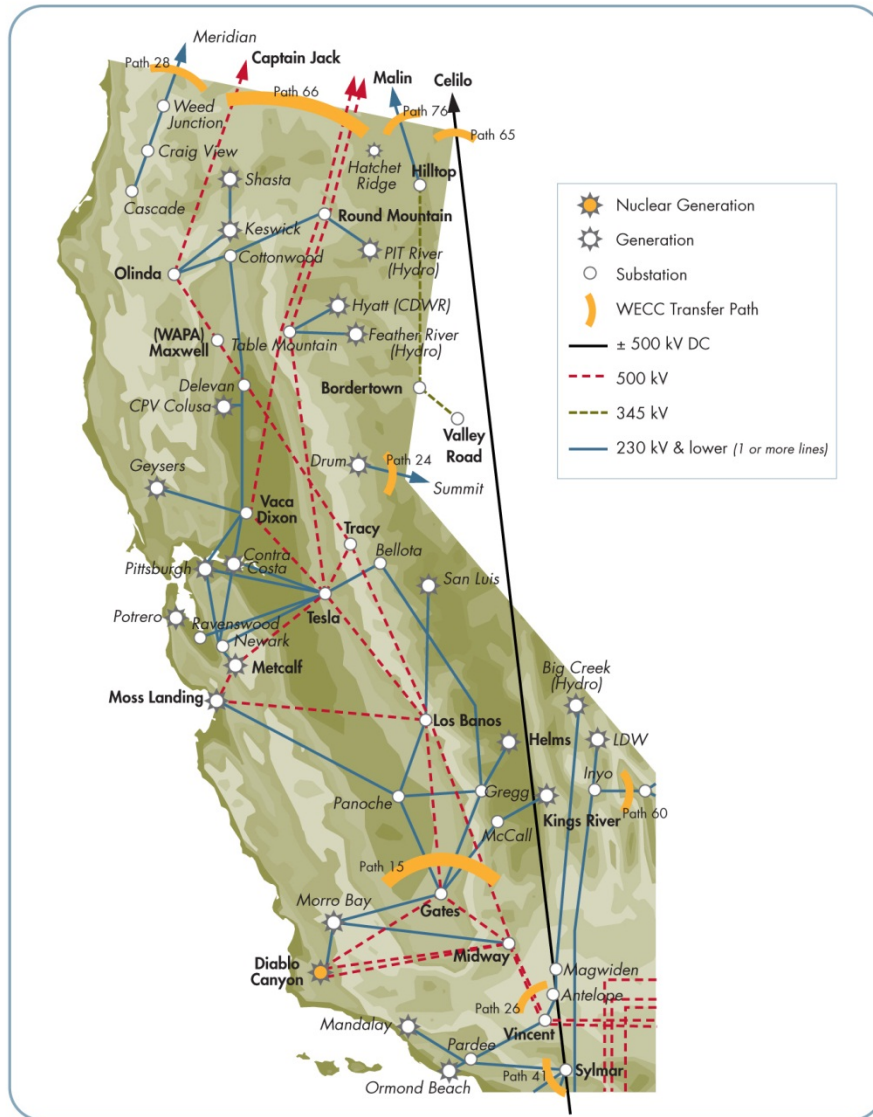 Meridian
Captain Jack
Path 28
Path 66
Malin
Celilo
Path 76
Path 65
Weed
Junction
Craig View
Cascade
Shasta
Hatchet
Ridge
Hilltop
Keswick
Round Mountain
Cottonwood
PIT River
(Hydro)
Olinda
Hyatt (CDWR)
(WAPA)
Maxwell
Table Mountain
Feather River
(Hydro)
Delevan
CPV Colusa
Bordertown
Valley
Road
Geysers
Drum
Path 24
Summit
Vaca
Dixon
Tracy
Bellota
Pittsburgh
Contra
Costa
San Luis
Tesla
Potrero
Ravenswood
Newark
Metcalf
Moss Landing
Big Creek
(Hydro)
Los Banos
Helms
LDW
Inyo
Panoche
Gregg
Kings River
Path 60
McCall
Path 15
Gates
Morro Bay
Midway
Diablo
Canyon
Magwiden
Antelope
Path 26
Vincent
Mandalay
Pardee
Ormond Beach
Path 41
Sylmar
Nuclear Generation
Generation
Substation
WECC Transfer Path
± 500 kV DC
500 kV
345 kV
230 kV & lower (1 or more lines)